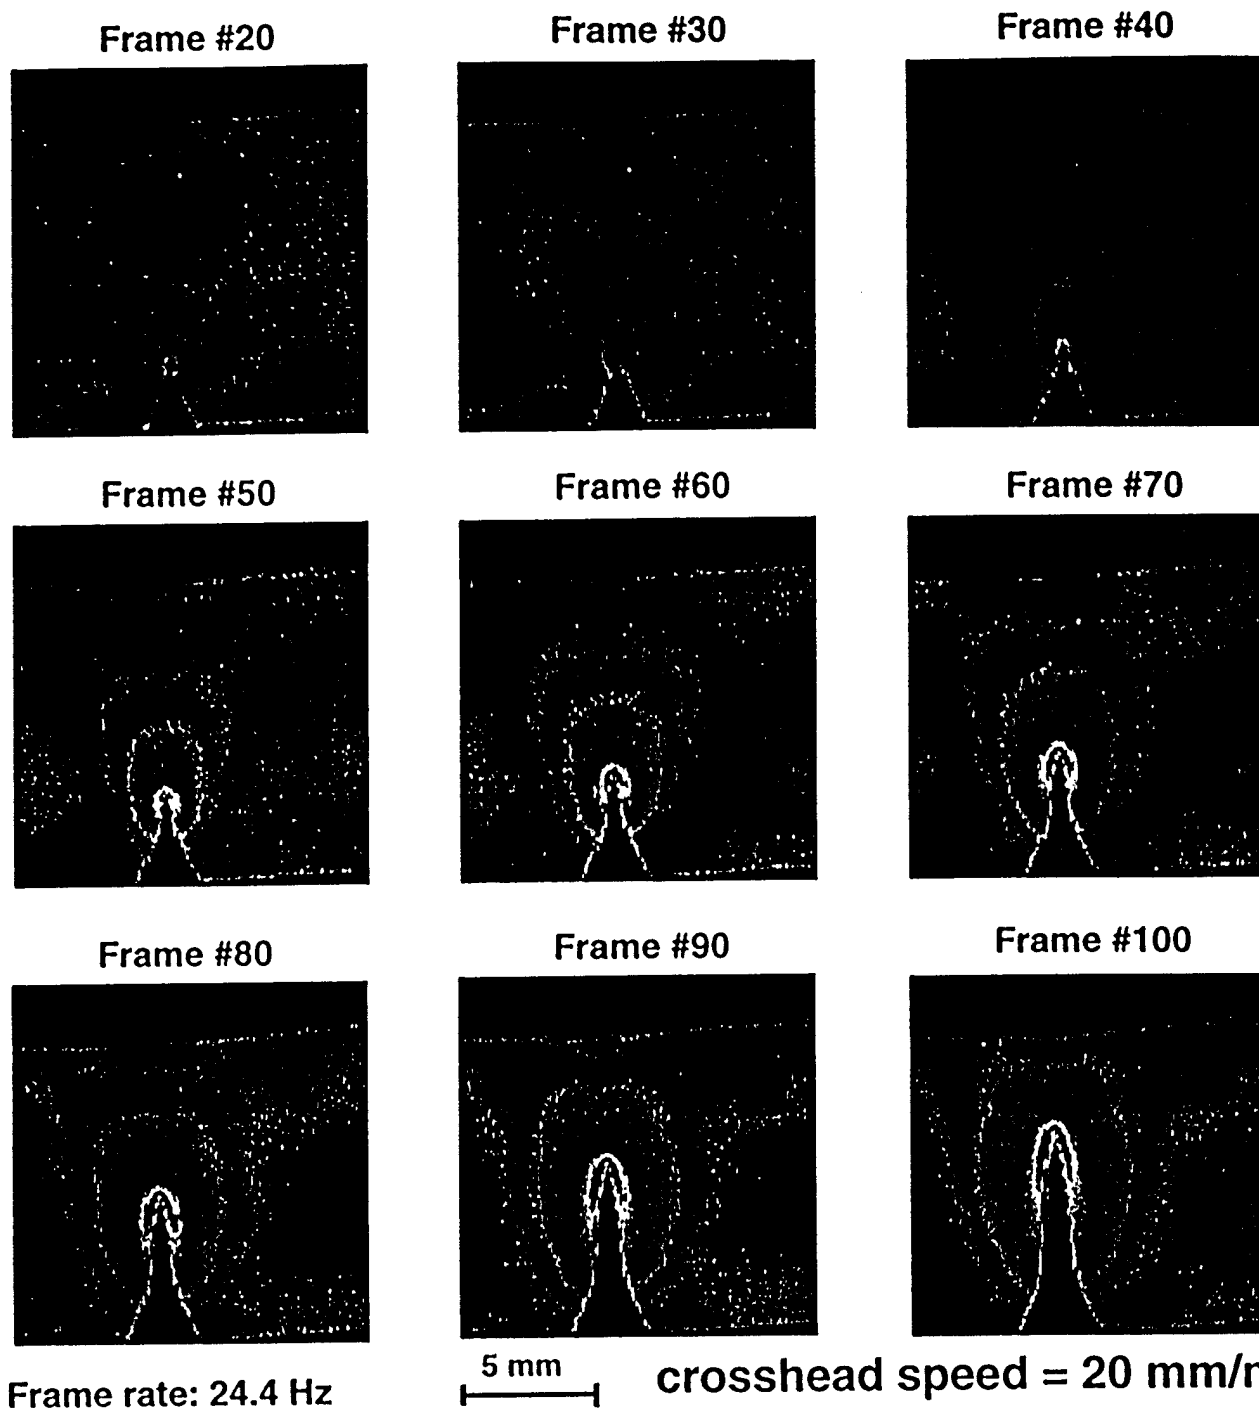 Frame #20
Frame #30
Frame #40
Frame #50
Frame #60
Frame #70
Frame #80
Frame #90
Frame #100
Frame rate: 24.4 Hz
5 mm
crosshead speed = 20 mm/